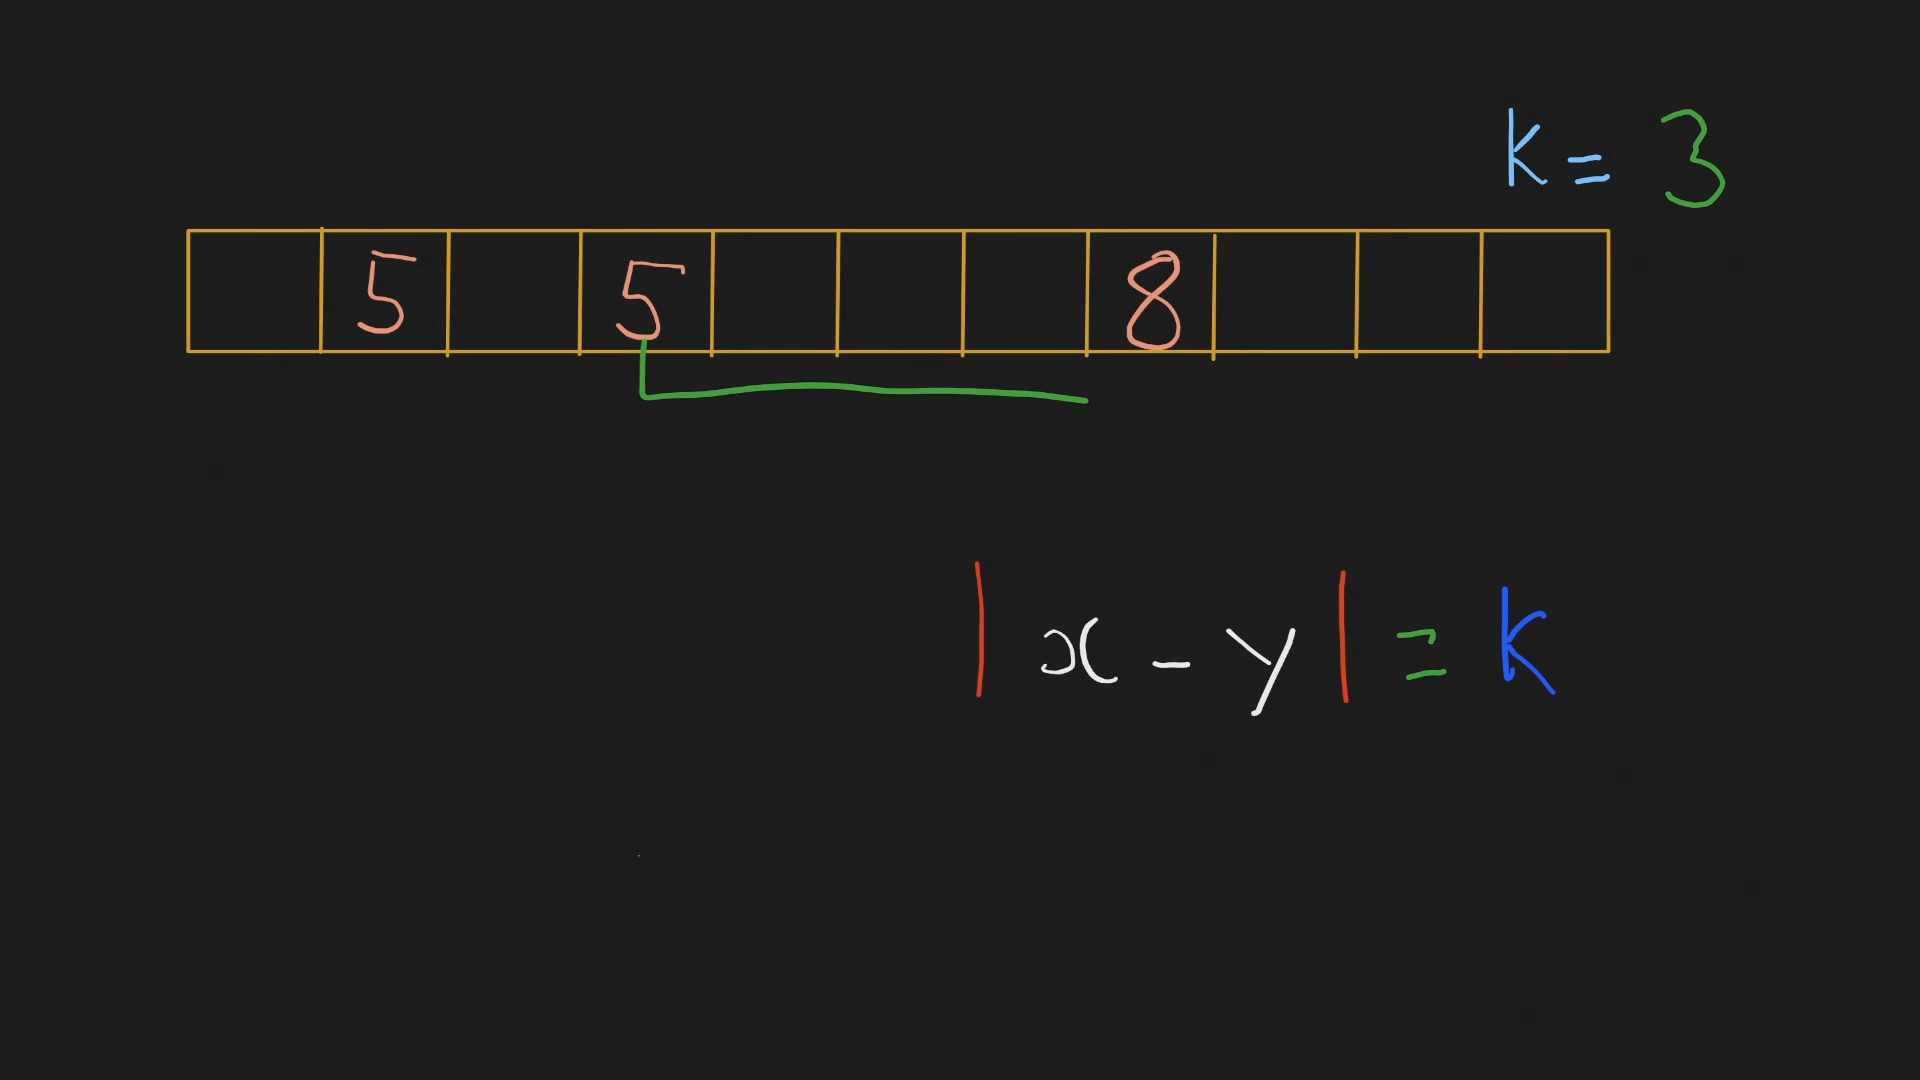 K = 3
5 5 8
| x - y | = K